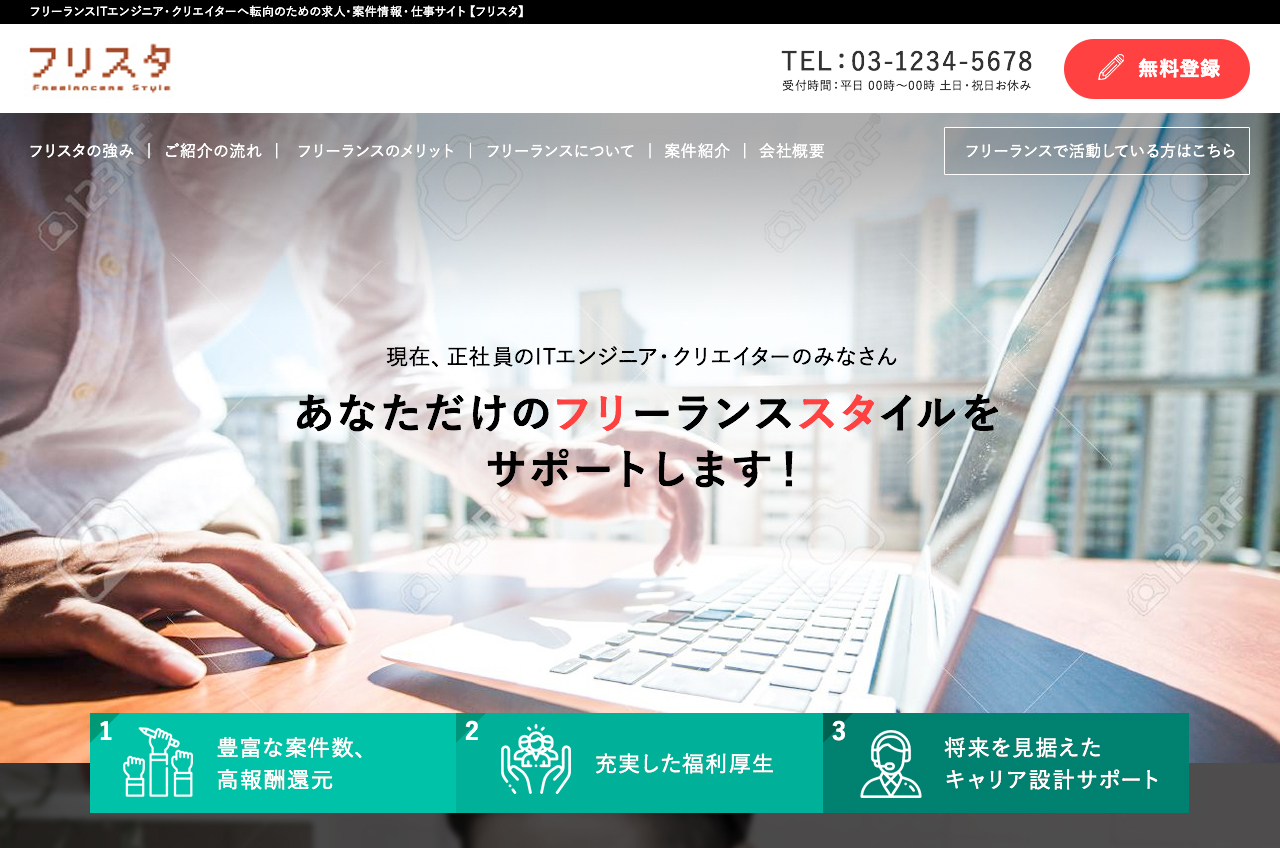 フリーランスITエンジニア・クリエイターへ転向のための求人・案件情報・仕事サイト【フリスタ】
フリスタ
Freelancers Style
TEL：03-1234-5678
受付時間：平日 00時〜00時 土日・祝日お休み
無料登録
フリスタの強み | ご紹介の流れ | フリーランスのメリット | フリーランスについて | 案件紹介 | 会社概要
フリーランスで活動している方はこちら
現在、正社員のITエンジニア・クリエイターのみなさん
あなただけのフリーランススタイルを
サポートします！
1
豊富な案件数、
高報酬還元
2
充実した福利厚生
3
将来を見据えた
キャリア設計サポート
123RF
123RF
123RF
123RF